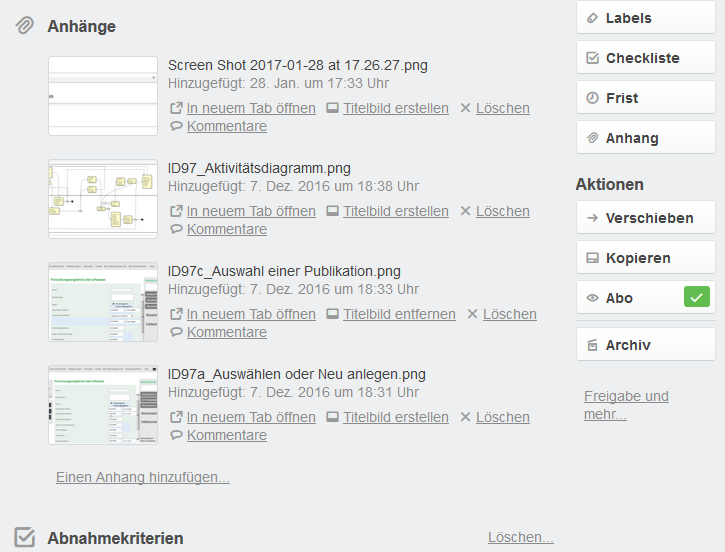 Anhänge
Screen Shot 2017-01-28 at 17.26.27.png
Hinzugefügt: 28. Jan. um 17:33 Uhr
In neuem Tab öffnen Titelbild erstellen Löschen
Kommentare
ID97_Aktivitätsdiagramm.png
Hinzugefügt: 7. Dez. 2016 um 18:38 Uhr
In neuem Tab öffnen Titelbild erstellen Löschen
Kommentare
ID97c_Auswahl einer Publikation.png
Hinzugefügt: 7. Dez. 2016 um 18:33 Uhr
In neuem Tab öffnen Titelbild entfernen Löschen
Kommentare
ID97a_Auswählen oder Neu anlegen.png
Hinzugefügt: 7. Dez. 2016 um 18:31 Uhr
In neuem Tab öffnen Titelbild erstellen Löschen
Kommentare
Einen Anhang hinzufügen...
Abnahmekriterien
Löschen...
Labels
Checkliste
Frist
Anhang
Aktionen
Verschieben
Kopieren
Abo
Archiv
Freigabe und
mehr...